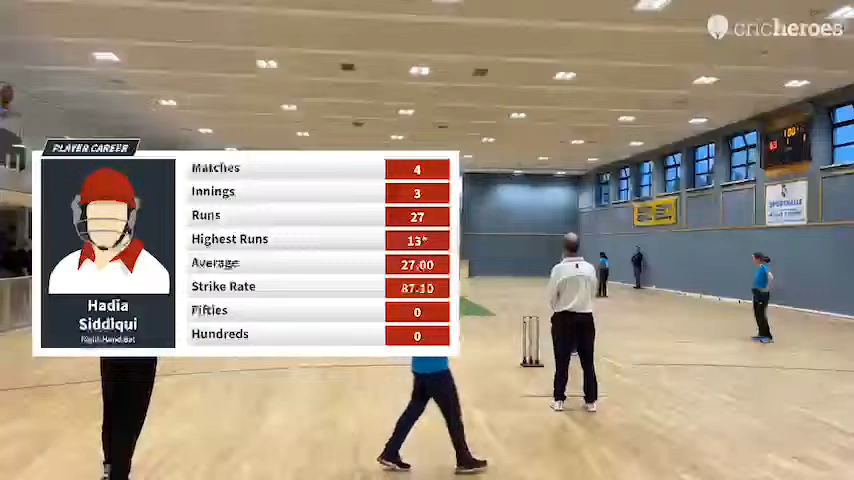 cricheroes
PLAYER CAREER
Matches 4
Innings 3
Runs 27
Highest Runs 13*
Average 27.00
Strike Rate 87.10
Fifties 0
Hundreds 0
Hadia
Siddiqui
Right Hand Bat
SPORTHALLE